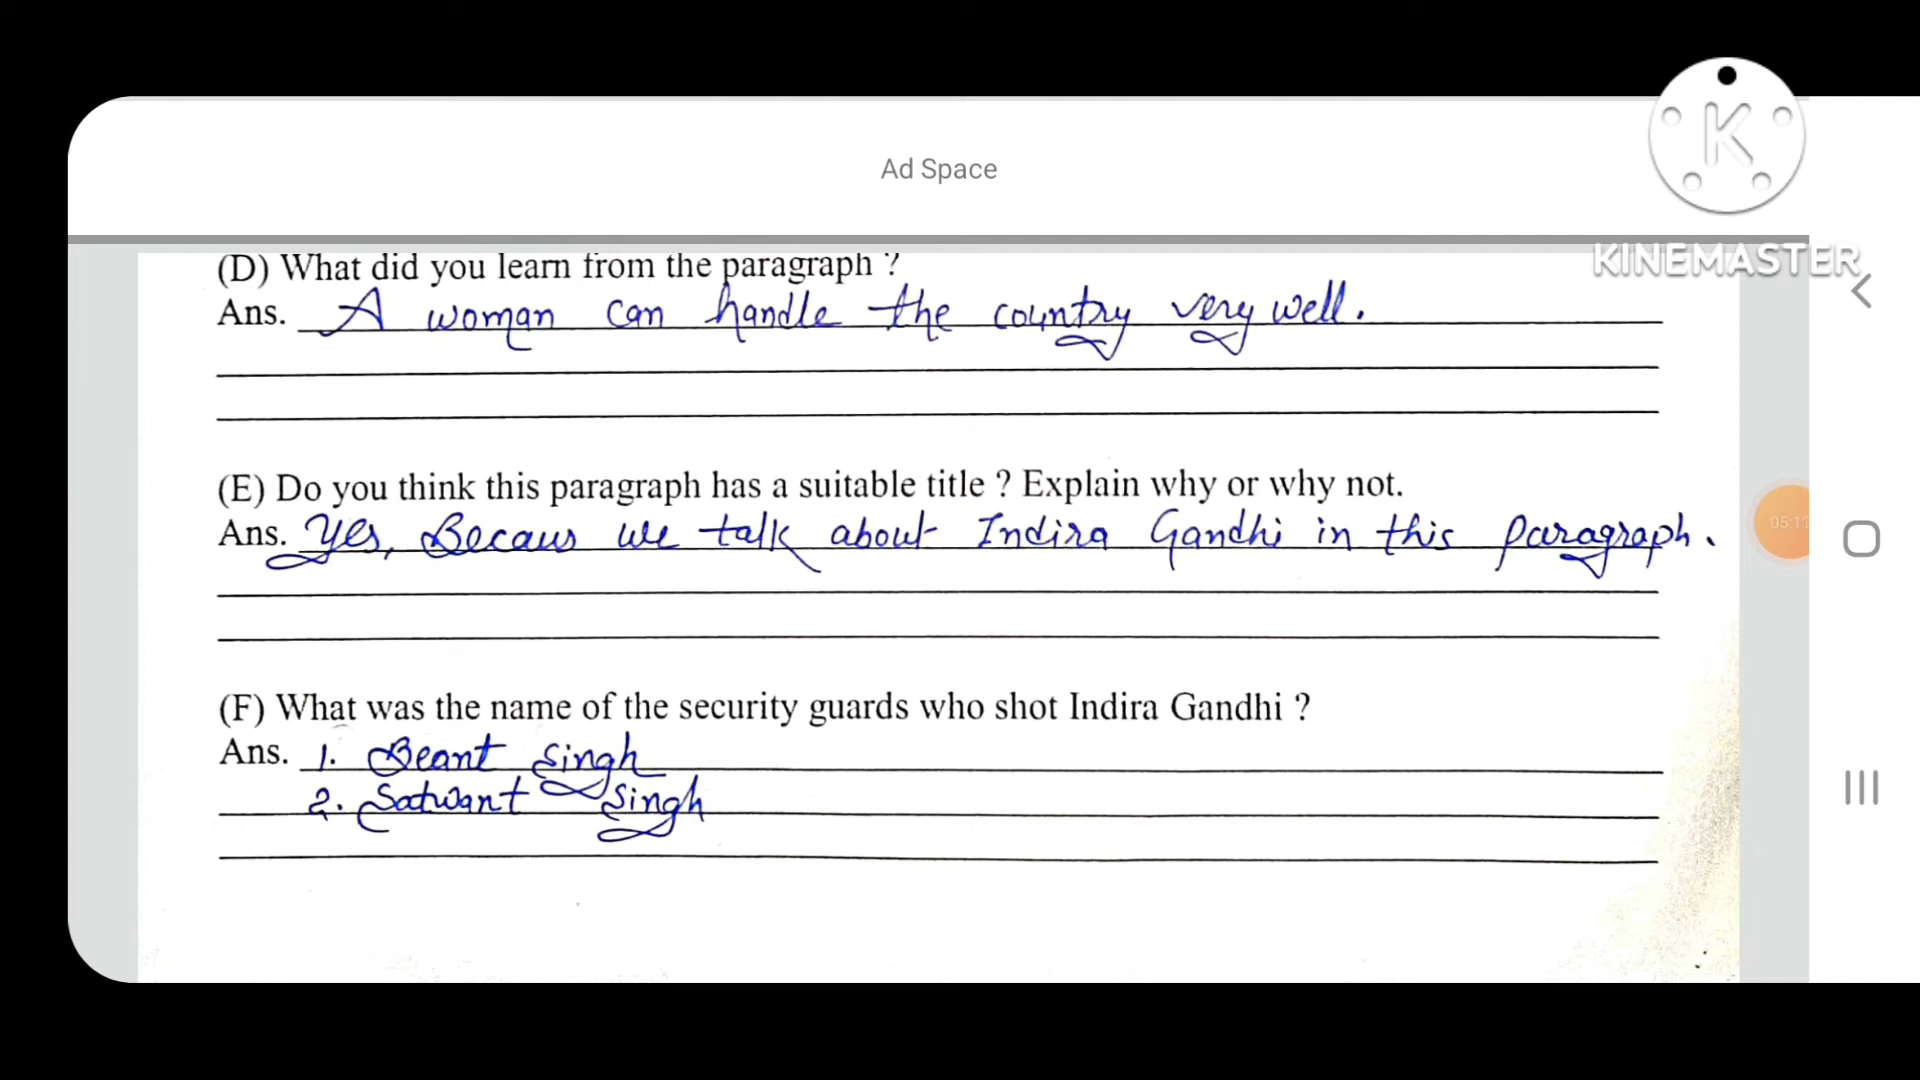 Ad Space
K
KINEMASTER
(D) What did you learn from the paragraph ?
Ans. A woman can handle the country very well.
(E) Do you think this paragraph has a suitable title ? Explain why or why not.
Ans. Yes, Becaus we talk about Indira Gandhi in this paragraph.
05:1
(F) What was the name of the security guards who shot Indira Gandhi ?
Ans. 1. Beant Singh
2. Satwant Singh